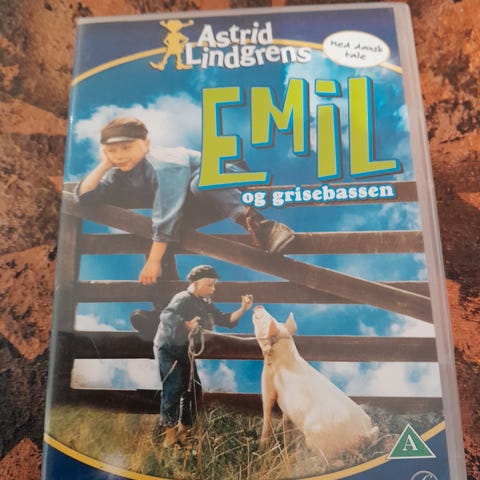 Astrid
Lindgrens
Med dansk
tale
EMIL
og grisebassen
A